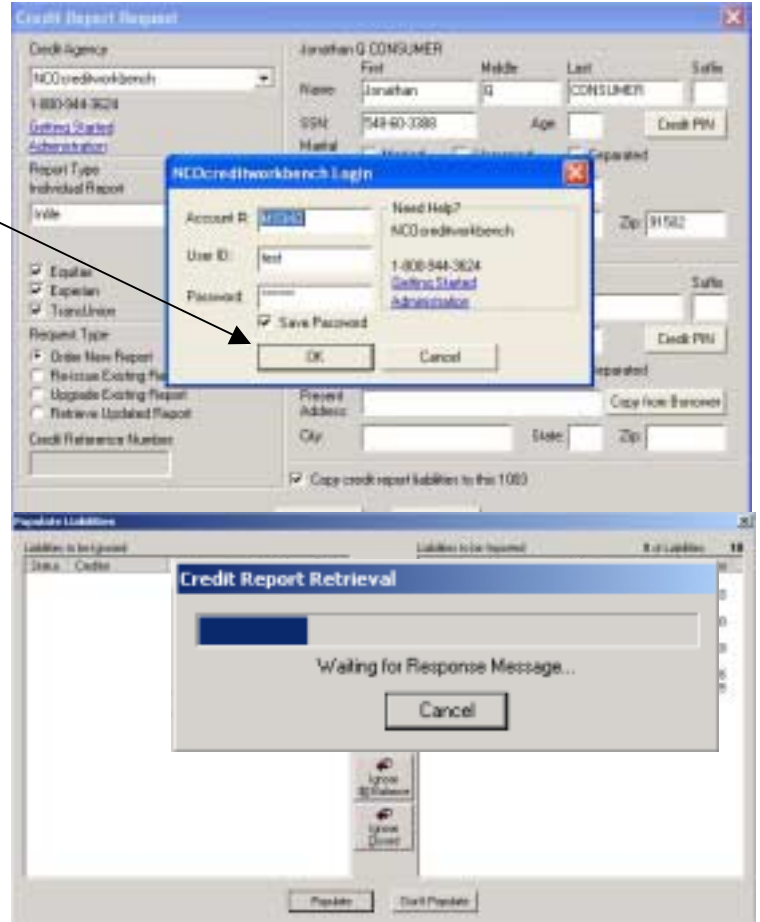 Credit Report Request
Credit Agency
NCOcreditworkbench
1-800-944-3624
Getting Started
Administration
Report Type
Individual Report
Infile
Equifax
Experian
TransUnion
Request Type
Order New Report
Re-issue Existing
Upgrade Existing Report
Retrieve Updated Report
Credit Reference Number
Jonathan Q CONSUMER
First Middle Last Suffix
Name: Jonathan Q CONSUMER
SSN: Age Credit PIN
Marital
Separated
Zip: 91502
NCOcreditworkbench Login
Account #:
User ID: test
Password:
Save Password
OK Cancel
Need Help?
NCOcreditworkbench
1-800-944-3624
Getting Started
Administration
Suffix
Credit PIN
Present Copy from Borrower
Address:
City: State: Zip:
Copy credit report liabilities to this 1003
Populate Liabilities
Liabilities to be Ignored Liabilities to be Imported # of Liabilities 18
Status Creditor
Credit Report Retrieval
Waiting for Response Message...
Cancel
Ignore
Ignore
Closed
Populate Don't Populate